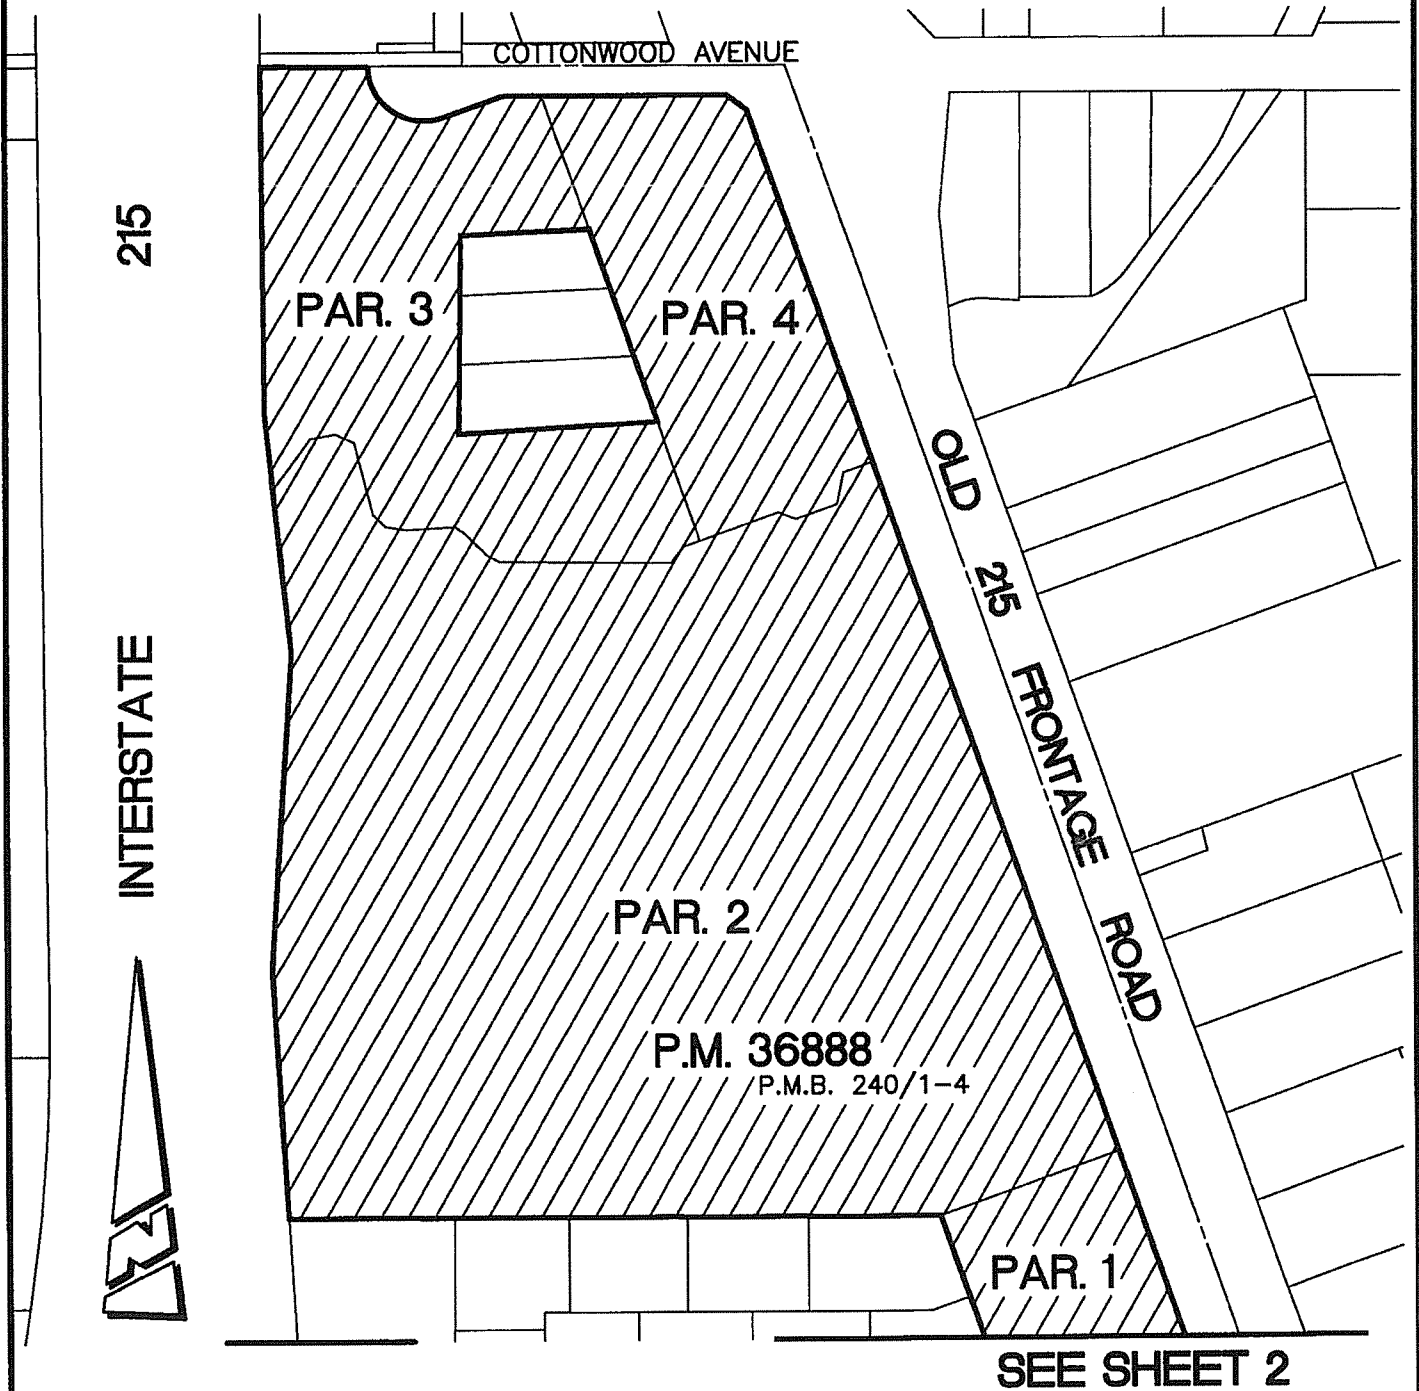 COTTONWOOD AVENUE
INTERSTATE 215
PAR. 3
PAR. 4
OLD 215 FRONTAGE ROAD
PAR. 2
P.M. 36888
P.M.B. 240/1-4
PAR. 1
N
SEE SHEET 2